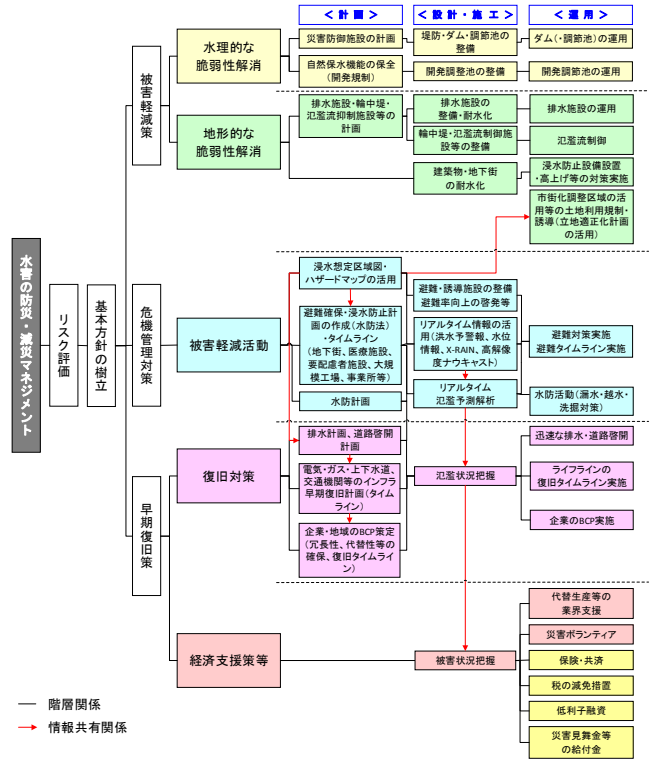 ＜計画＞
＜設計・施工＞
＜運用＞
水害の防災・減災マネジメント
リスク評価
基本方針の樹立
被害軽減策
水理的な
脆弱性解消
災害防御施設の計画
堤防・ダム・調節池の
整備
ダム(・調節池)の運用
自然保水機能の保全
(開発規制)
開発調整池の整備
開発調節池の運用
地形的な
脆弱性解消
排水施設・輪中堤・
氾濫流抑制施設等の
計画
排水施設の
整備・耐水化
排水施設の運用
輪中堤・氾濫流制御施
設等の整備
氾濫流制御
建築物・地下街
の耐水化
浸水防止設備設置
・高上げ等の対策実施
市街化調整区域の活
用等の土地利用規制・
誘導(立地適正化計画
の活用)
危機管理対策
被害軽減活動
浸水想定区域図・
ハザードマップの活用
避難・誘導施設の整備
避難率向上の啓発等
避難確保・浸水防止計
画の作成(水防法)
・タイムライン
(地下街、医療施設、
要配慮者施設、大規
模工場、事業所等)
リアルタイム情報の活
用(洪水予警報、水位
情報、X-RAIN、高解像
度ナウキャスト)
避難対策実施
避難タイムライン実施
水防計画
リアルタイム
氾濫予測解析
水防活動(漏水・越水・
洗掘対策)
早期復旧策
復旧対策
排水計画、道路啓開
計画
迅速な排水・道路啓開
電気・ガス・上下水道、
交通機関等のインフラ
早期復旧計画(タイム
ライン)
氾濫状況把握
ライフラインの
復旧タイムライン実施
企業・地域のBCP策定
(冗長性、代替性等の
確保、復旧タイムライ
ン)
企業のBCP実施
経済支援策等
被害状況把握
代替生産等の
業界支援
災害ボランティア
保険・共済
税の減免措置
低利子融資
災害見舞金等
の給付金
階層関係
情報共有関係